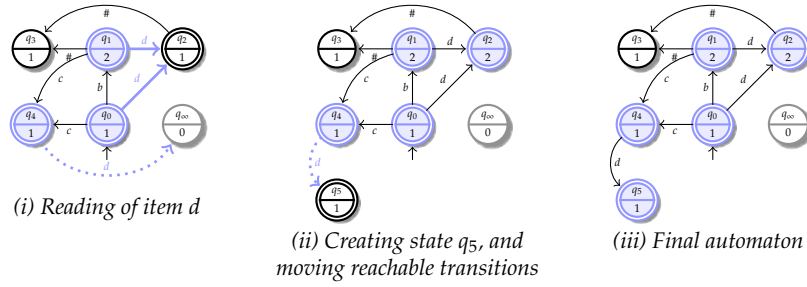 #
q₃ q₁ d q₂
1 2 1
#
c d
b
q₄ q₀ q∞
1 c 1 0
d
(i) Reading of item d
#
q₃ q₁ d q₂
1 2 2
#
c d
b
q₄ q₀ q∞
1 c 1 0
d
q₅
1
(ii) Creating state q₅, and
moving reachable transitions
#
q₃ q₁ d q₂
1 2 2
#
c d
b
q₄ q₀ q∞
1 c 1 0
d
q₅
1
(iii) Final automaton